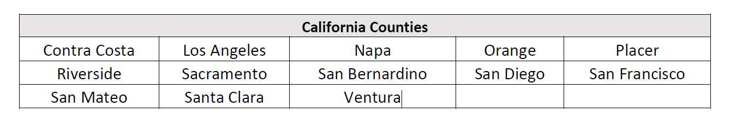 California Counties
Contra Costa Los Angeles Napa Orange Placer
Riverside Sacramento San Bernardino San Diego San Francisco
San Mateo Santa Clara Ventura